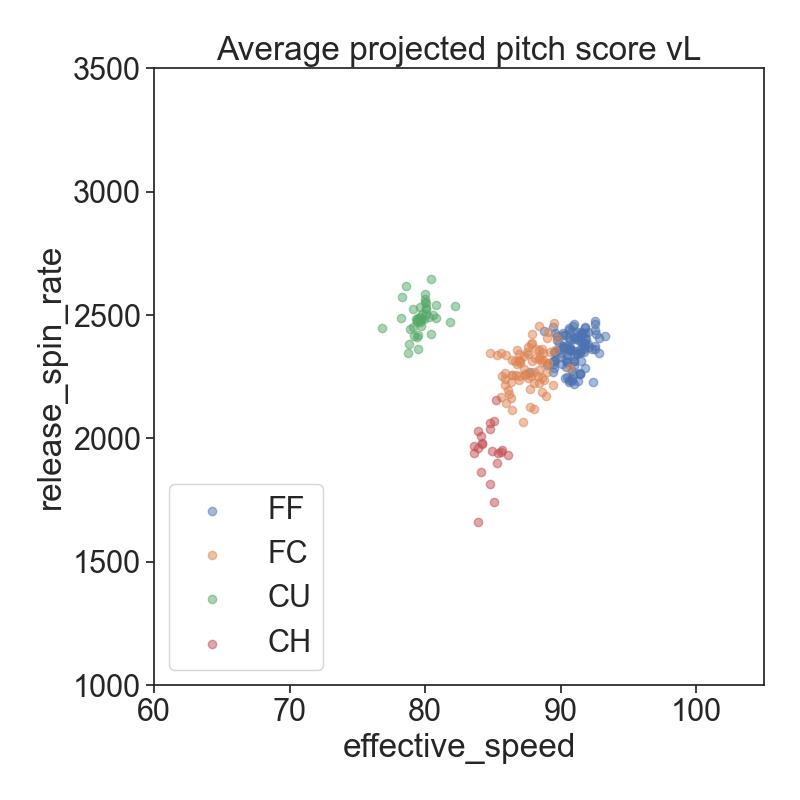 Average projected pitch score vL
3500
3000
2500
2000
1500
1000
release_spin_rate
FF
FC
CU
CH
60 70 80 90 100
effective_speed